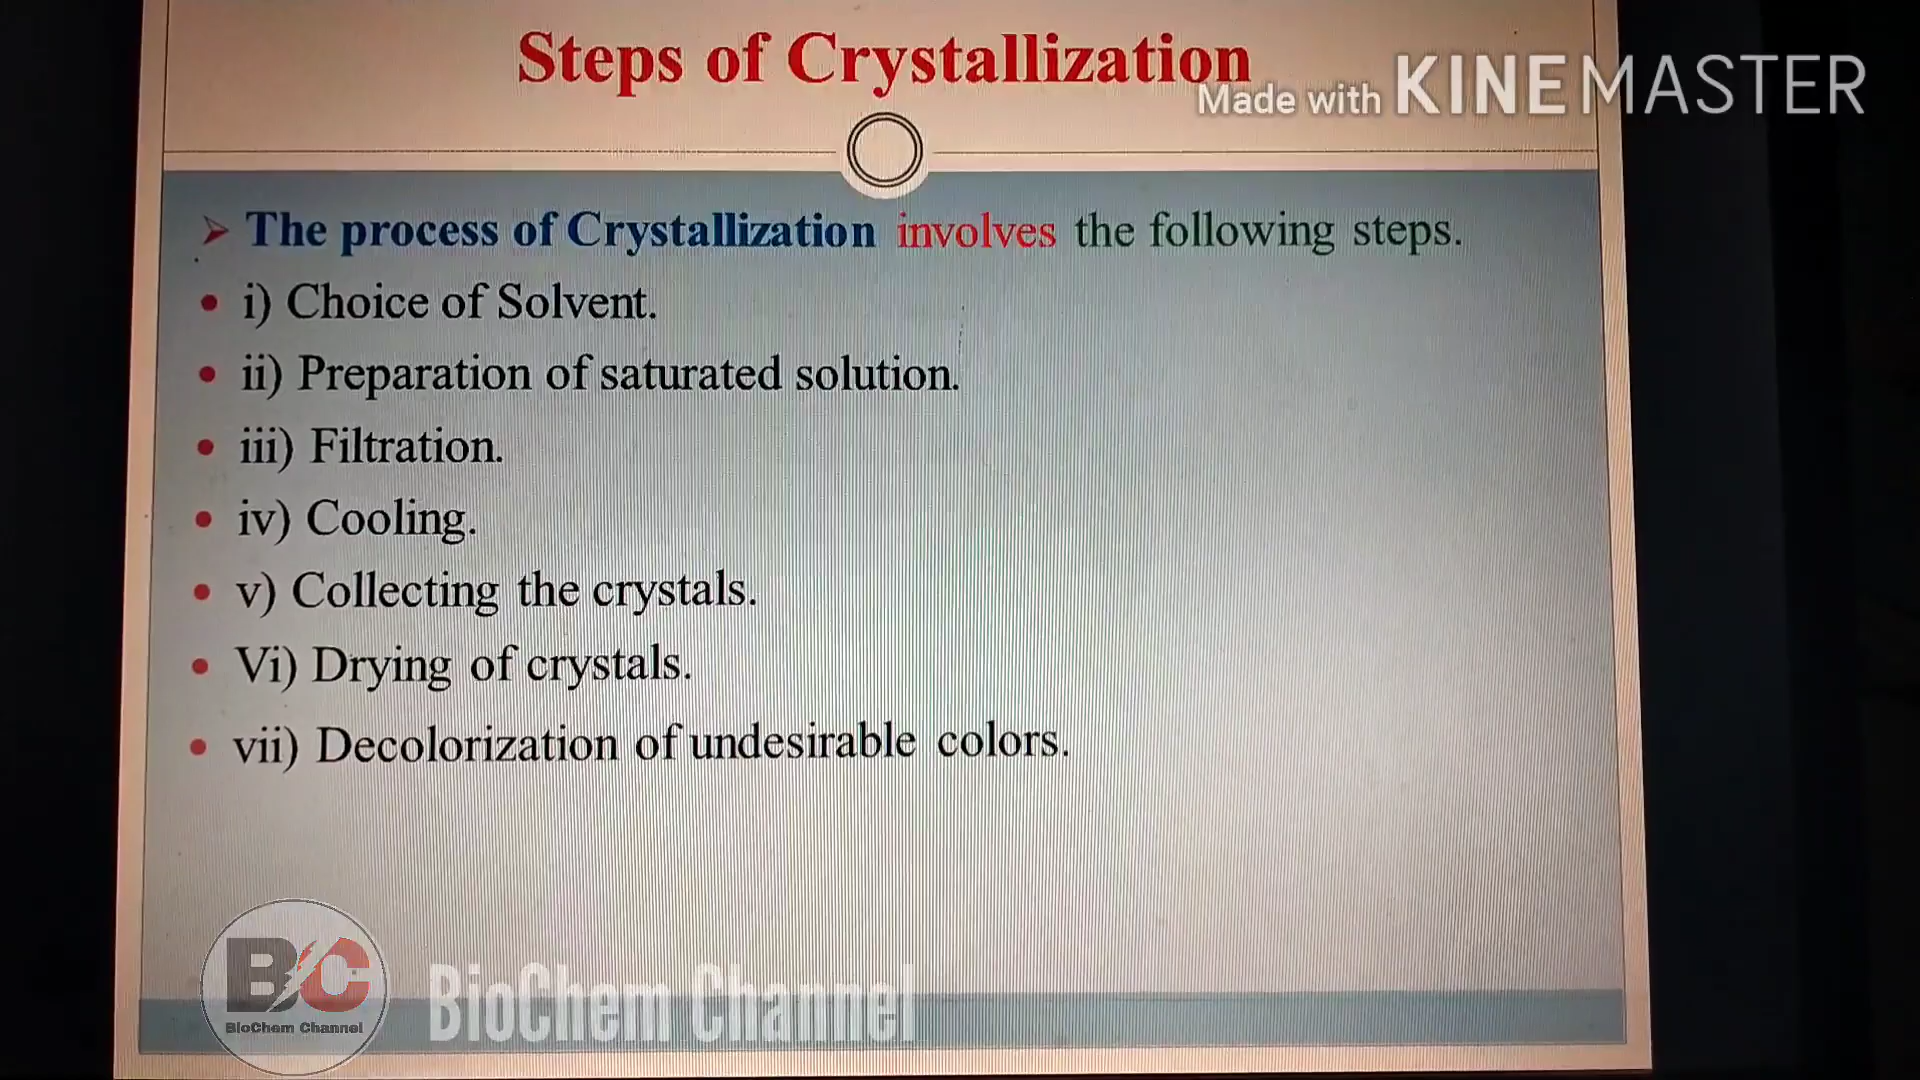 Steps of Crystallization
Made with KINEMASTER
➢ The process of Crystallization involves the following steps.
• i) Choice of Solvent.
• ii) Preparation of saturated solution.
• iii) Filtration.
• iv) Cooling.
• v) Collecting the crystals.
• Vi) Drying of crystals.
• vii) Decolorization of undesirable colors.
BC
BioChem Channel
BioChem Channel